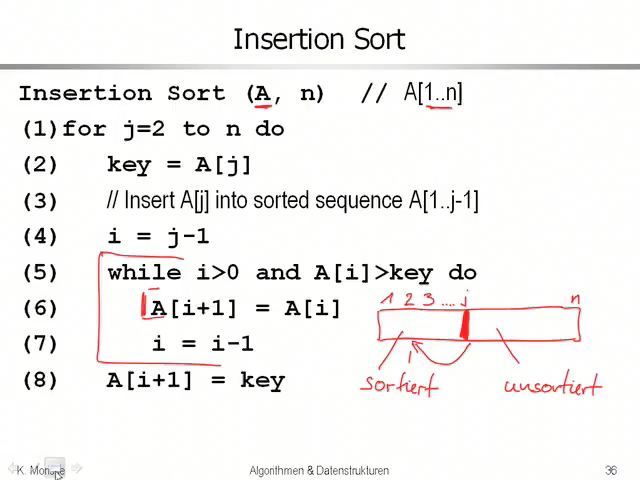 Insertion Sort
Insertion Sort (A, n) // A[1..n]
(1)for j=2 to n do
(2) key = A[j]
(3) // Insert A[j] into sorted sequence A[1..j-1]
(4) i = j-1
(5) while i>0 and A[i]>key do
(6) A[i+1] = A[i]
(7) i = i-1
(8) A[i+1] = key
1 2 3 .... j n
sortiert unsortiert
K. Algorithmen & Datenstrukturen 36